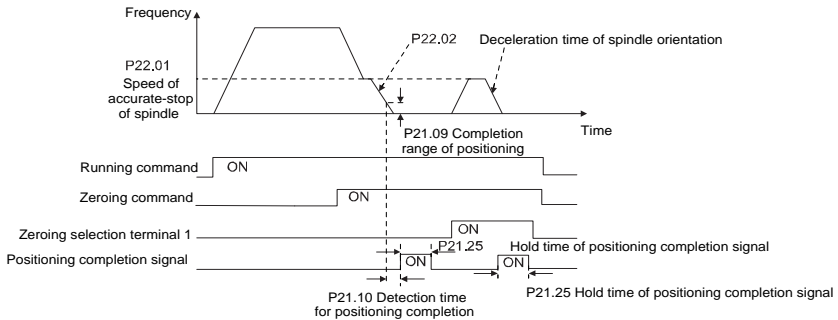 Frequency
P22.02
Deceleration time of spindle orientation
P22.01
Speed of
accurate-stop
of spindle
Time
P21.09 Completion
range of positioning
Running command
ON
Zeroing command
ON
Zeroing selection terminal 1
ON
P21.25
Hold time of positioning completion signal
Positioning completion signal
ON
ON
P21.10 Detection time
for positioning completion
P21.25 Hold time of positioning completion signal